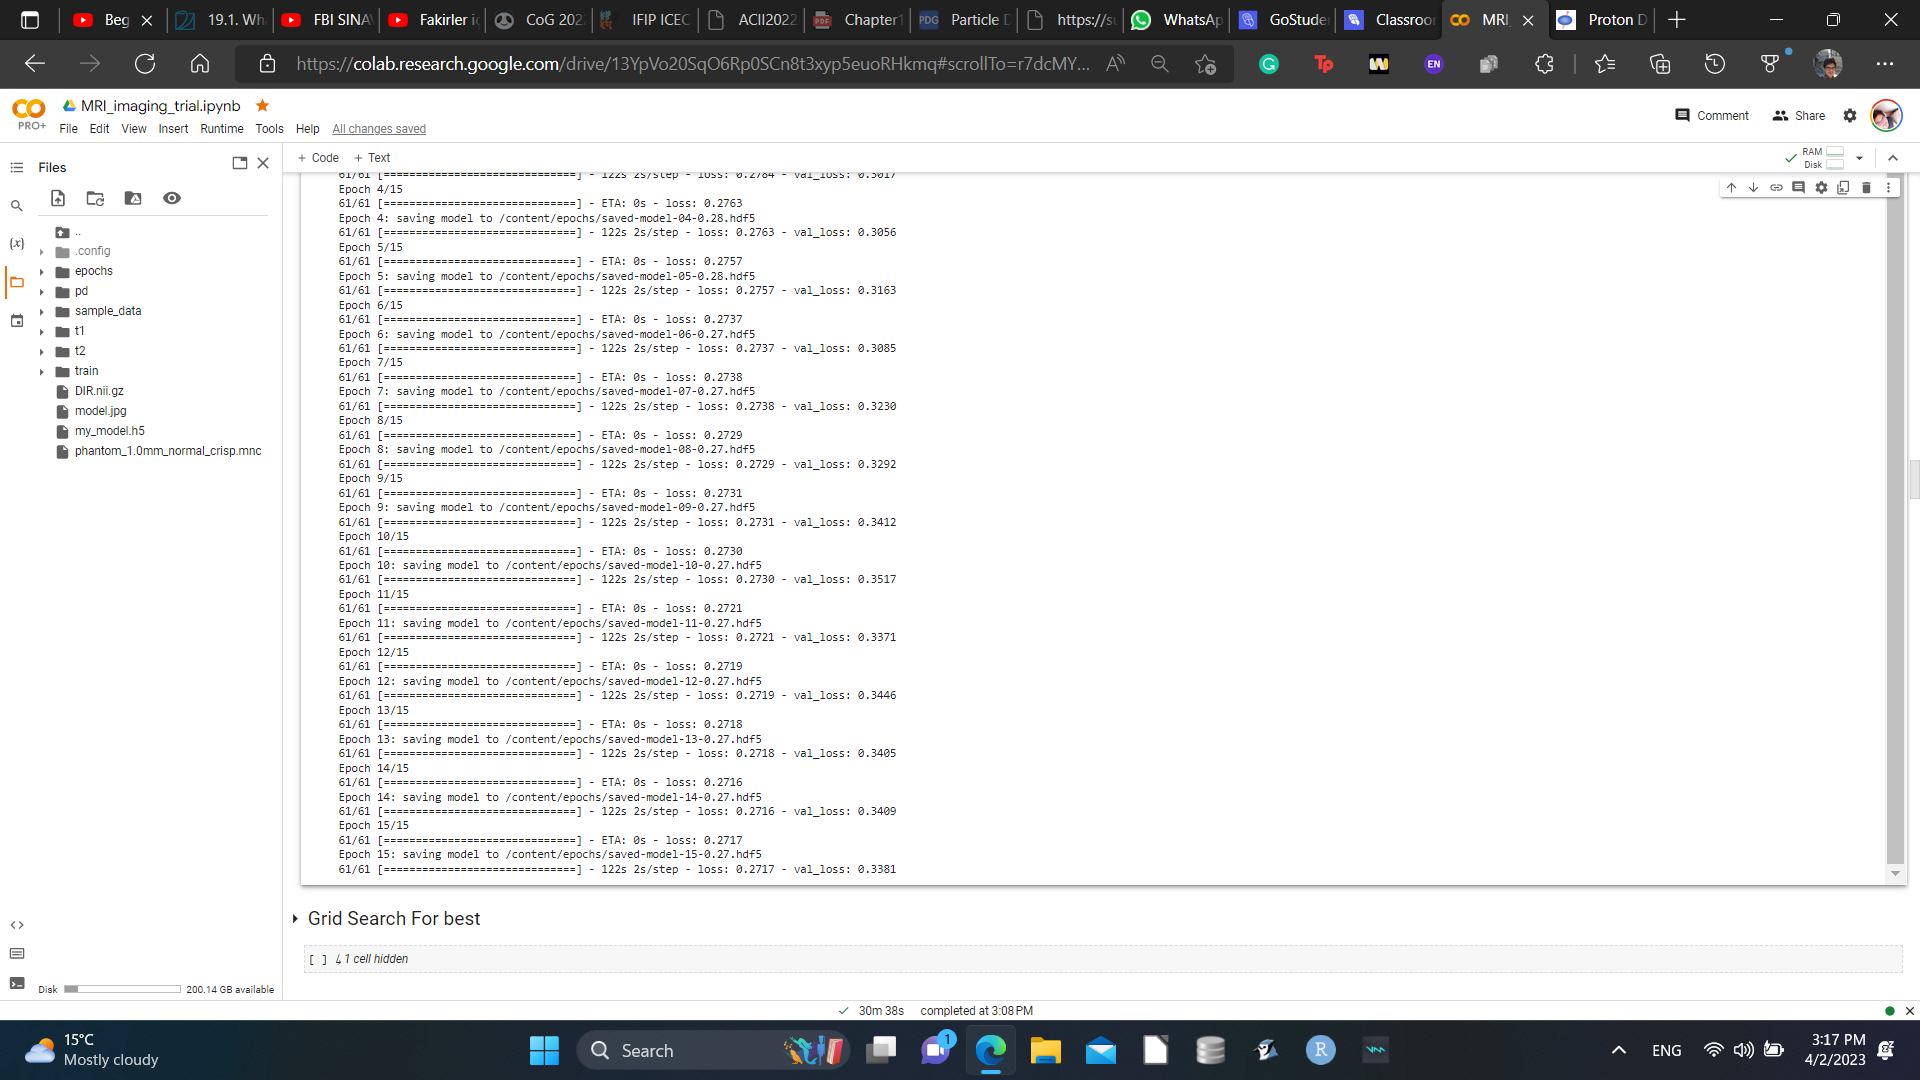 Beg
19.1. Wh
FBI SINA
Fakirler i
CoG 202
IFIP ICEC
ACII2022
Chapter1
Particle D
https://su
WhatsAp
GoStude
Classroo
MRI
Proton D
https://colab.research.google.com/drive/13YpVo20SqO6Rp0SCn8t3xyp5euoRHkmq#scrollTo=r7dcMY...
MRI_imaging_trial.ipynb
PRO+
File Edit View Insert Runtime Tools Help All changes saved
Comment Share
Files
+ Code + Text
RAM
Disk
..
.config
epochs
pd
sample_data
t1
t2
train
DIR.nii.gz
model.jpg
my_model.h5
phantom_1.0mm_normal_crisp.mnc
Disk 200.14 GB available
61/61 [==============================] - 122s 2s/step - loss: 0.2784 - val_loss: 0.3017
Epoch 4/15
61/61 [==============================] - ETA: 0s - loss: 0.2763
Epoch 4: saving model to /content/epochs/saved-model-04-0.28.hdf5
61/61 [==============================] - 122s 2s/step - loss: 0.2763 - val_loss: 0.3056
Epoch 5/15
61/61 [==============================] - ETA: 0s - loss: 0.2757
Epoch 5: saving model to /content/epochs/saved-model-05-0.28.hdf5
61/61 [==============================] - 122s 2s/step - loss: 0.2757 - val_loss: 0.3163
Epoch 6/15
61/61 [==============================] - ETA: 0s - loss: 0.2737
Epoch 6: saving model to /content/epochs/saved-model-06-0.27.hdf5
61/61 [==============================] - 122s 2s/step - loss: 0.2737 - val_loss: 0.3085
Epoch 7/15
61/61 [==============================] - ETA: 0s - loss: 0.2738
Epoch 7: saving model to /content/epochs/saved-model-07-0.27.hdf5
61/61 [==============================] - 122s 2s/step - loss: 0.2738 - val_loss: 0.3230
Epoch 8/15
61/61 [==============================] - ETA: 0s - loss: 0.2729
Epoch 8: saving model to /content/epochs/saved-model-08-0.27.hdf5
61/61 [==============================] - 122s 2s/step - loss: 0.2729 - val_loss: 0.3292
Epoch 9/15
61/61 [==============================] - ETA: 0s - loss: 0.2731
Epoch 9: saving model to /content/epochs/saved-model-09-0.27.hdf5
61/61 [==============================] - 122s 2s/step - loss: 0.2731 - val_loss: 0.3412
Epoch 10/15
61/61 [==============================] - ETA: 0s - loss: 0.2730
Epoch 10: saving model to /content/epochs/saved-model-10-0.27.hdf5
61/61 [==============================] - 122s 2s/step - loss: 0.2730 - val_loss: 0.3517
Epoch 11/15
61/61 [==============================] - ETA: 0s - loss: 0.2721
Epoch 11: saving model to /content/epochs/saved-model-11-0.27.hdf5
61/61 [==============================] - 122s 2s/step - loss: 0.2721 - val_loss: 0.3371
Epoch 12/15
61/61 [==============================] - ETA: 0s - loss: 0.2719
Epoch 12: saving model to /content/epochs/saved-model-12-0.27.hdf5
61/61 [==============================] - 122s 2s/step - loss: 0.2719 - val_loss: 0.3446
Epoch 13/15
61/61 [==============================] - ETA: 0s - loss: 0.2718
Epoch 13: saving model to /content/epochs/saved-model-13-0.27.hdf5
61/61 [==============================] - 122s 2s/step - loss: 0.2718 - val_loss: 0.3405
Epoch 14/15
61/61 [==============================] - ETA: 0s - loss: 0.2716
Epoch 14: saving model to /content/epochs/saved-model-14-0.27.hdf5
61/61 [==============================] - 122s 2s/step - loss: 0.2716 - val_loss: 0.3409
Epoch 15/15
61/61 [==============================] - ETA: 0s - loss: 0.2717
Epoch 15: saving model to /content/epochs/saved-model-15-0.27.hdf5
61/61 [==============================] - 122s 2s/step - loss: 0.2717 - val_loss: 0.3381
Grid Search For best
[ ] ↳ 1 cell hidden
30m 38s completed at 3:08 PM
15°C
Mostly cloudy
Search
1
R
ENG
3:17 PM
4/2/2023